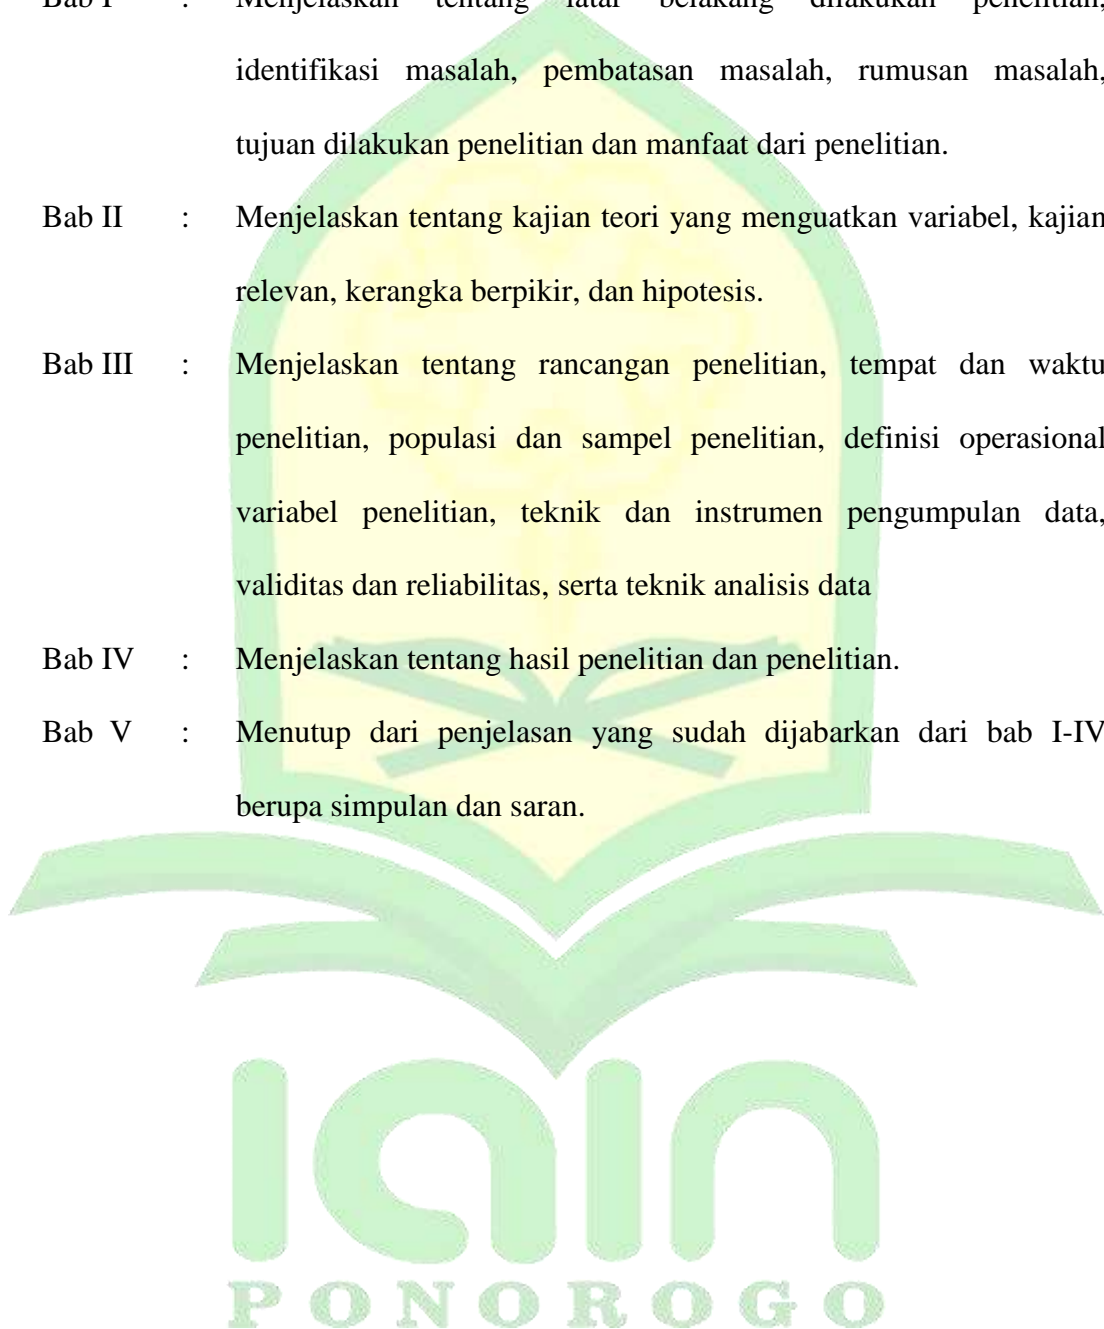 Bab I : Menjelaskan tentang latar belakang dilakukan penelitian,
identifikasi masalah, pembatasan masalah, rumusan masalah,
tujuan dilakukan penelitian dan manfaat dari penelitian.
Bab II : Menjelaskan tentang kajian teori yang menguatkan variabel, kajian
relevan, kerangka berpikir, dan hipotesis.
Bab III : Menjelaskan tentang rancangan penelitian, tempat dan waktu
penelitian, populasi dan sampel penelitian, definisi operasional
variabel penelitian, teknik dan instrumen pengumpulan data,
validitas dan reliabilitas, serta teknik analisis data
Bab IV : Menjelaskan tentang hasil penelitian dan penelitian.
Bab V : Menutup dari penjelasan yang sudah dijabarkan dari bab I-IV
berupa simpulan dan saran.
iain
PONOROGO